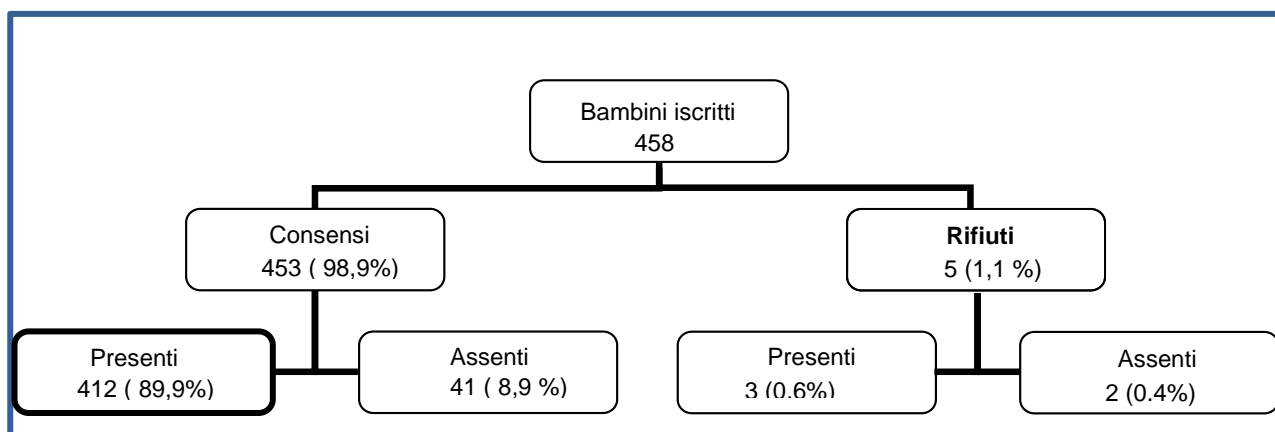 Bambini iscritti
458
Consensi
453 ( 98,9%)
Rifiuti
5 (1,1 %)
Presenti
412 ( 89,9%)
Assenti
41 ( 8,9 %)
Presenti
3 (0.6%)
Assenti
2 (0.4%)